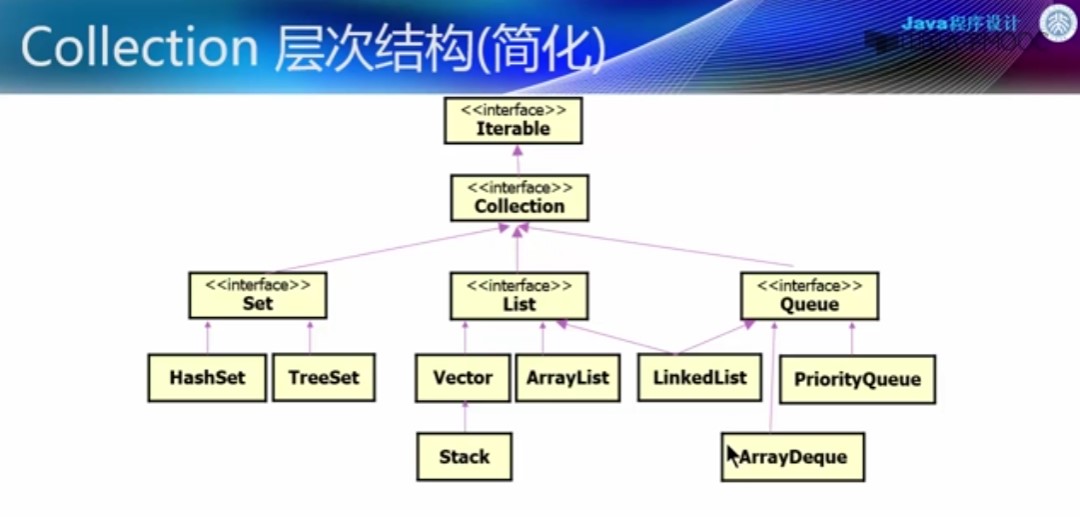 Collection 层次结构(简化)
Java程序设计
<<interface>>
Iterable
<<interface>>
Collection
<<interface>>
Set
<<interface>>
List
<<interface>>
Queue
HashSet
TreeSet
Vector
ArrayList
LinkedList
PriorityQueue
Stack
ArrayDeque